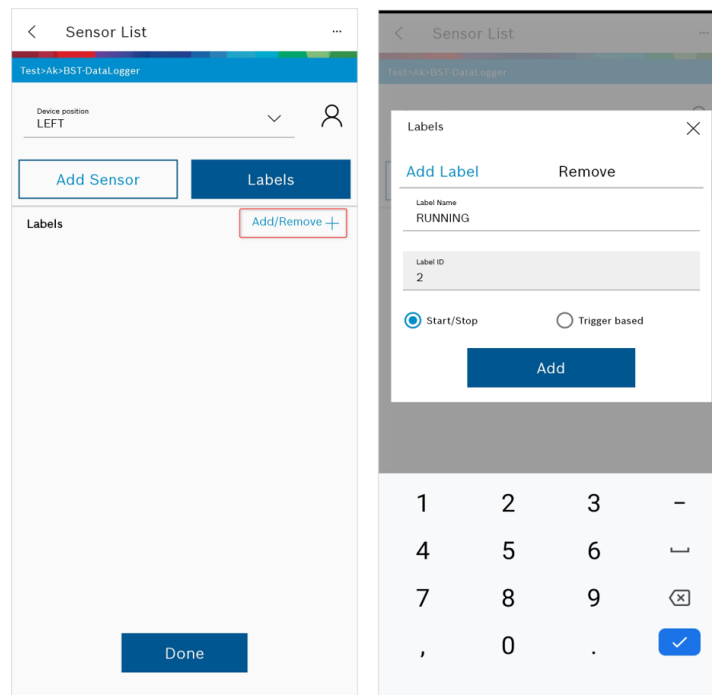 Sensor List
...
Test>Ak>BST-DataLogger
Device position
LEFT
Add Sensor
Labels
Labels
Add/Remove +
Done
Sensor List
...
Test>Ak>BST-DataLogger
Labels
Add Label
Remove
Label Name
RUNNING
Label ID
2
Start/Stop
Trigger based
Add
1 2 3 -
4 5 6
7 8 9
, 0 .